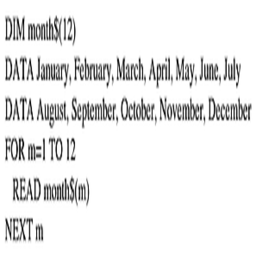 DIM month$(12)
DATA January, February, March, April, May, June, July
DATA August, September, October, November, December
FOR m=1 TO 12
READ month$(m)
NEXT m